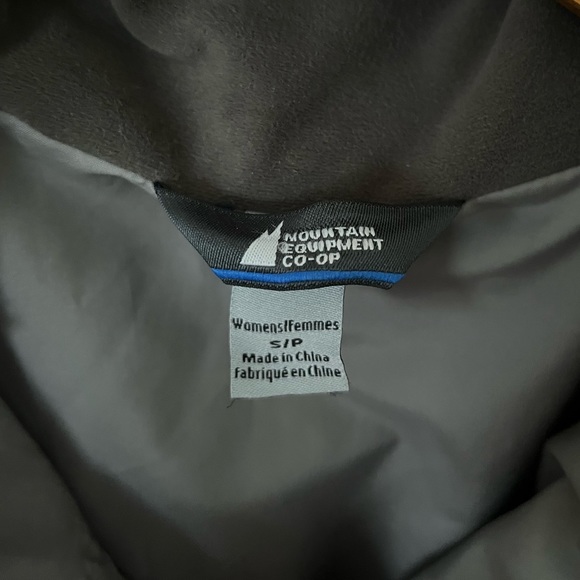 MOUNTAIN
EQUIPMENT
CO-OP
Womens/Femmes
S/P
Made in China
Fabriqué en Chine